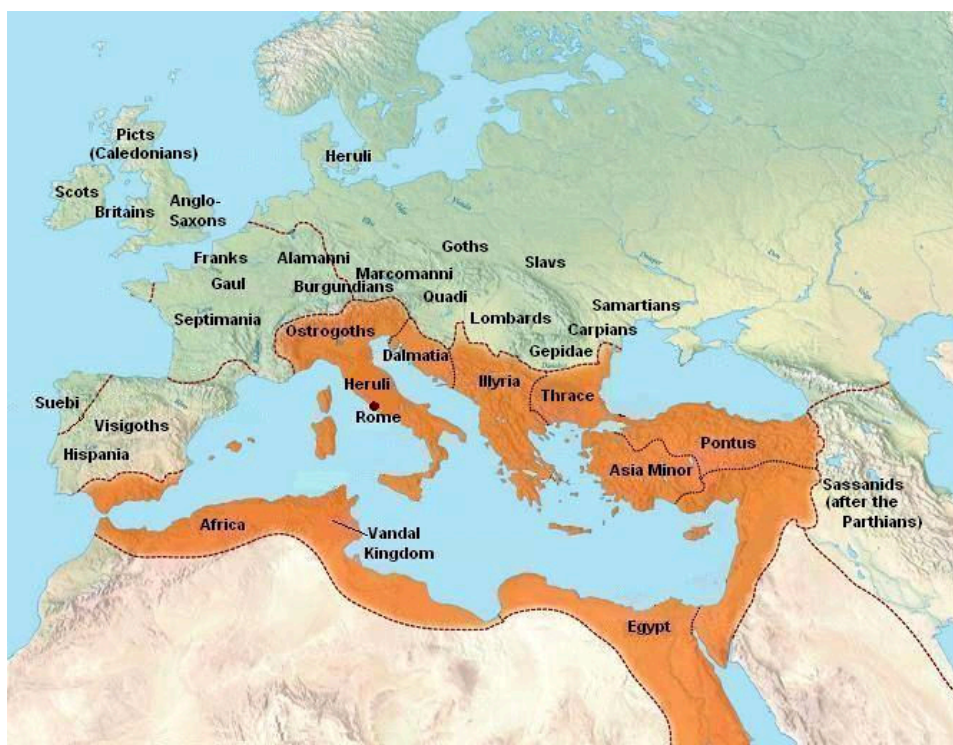 Picts
(Caledonians)
Heruli
Scots
Britains
Anglo-
Saxons
Franks
Alamanni
Goths
Slavs
Marcomanni
Gaul
Burgundians
Quadi
Samartians
Septimania
Lombards
Carpians
Ostrogoths
Dalmatia
Gepidae
Heruli
Illyria
Thrace
Suebi
Rome
Visigoths
Pontus
Hispania
Asia Minor
Sassanids
(after the
Parthians)
Africa
Vandal
Kingdom
Egypt